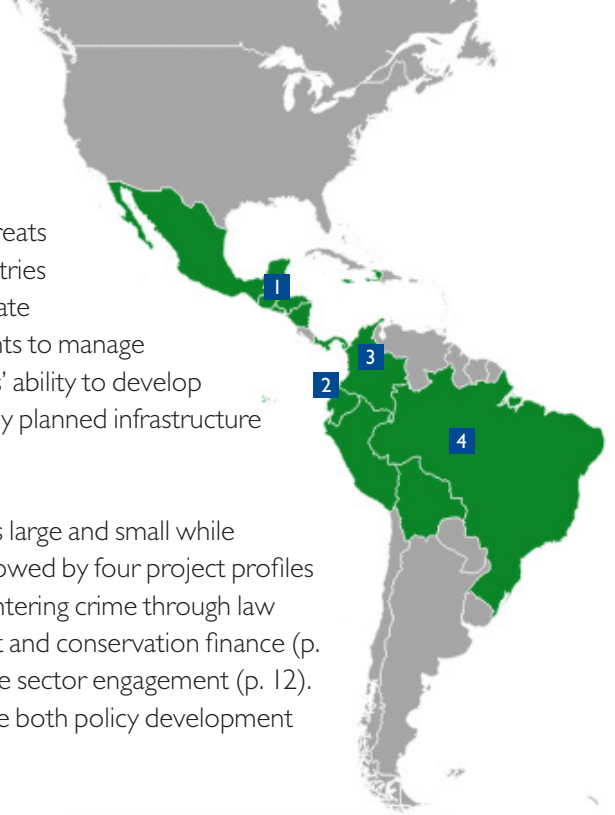 reats
tries
ate
nts to manage
s' ability to develop
y planned infrastructure
s large and small while
owed by four project profiles
ntering crime through law
t and conservation finance (p.
e sector engagement (p. 12).
e both policy development
1
2
3
4